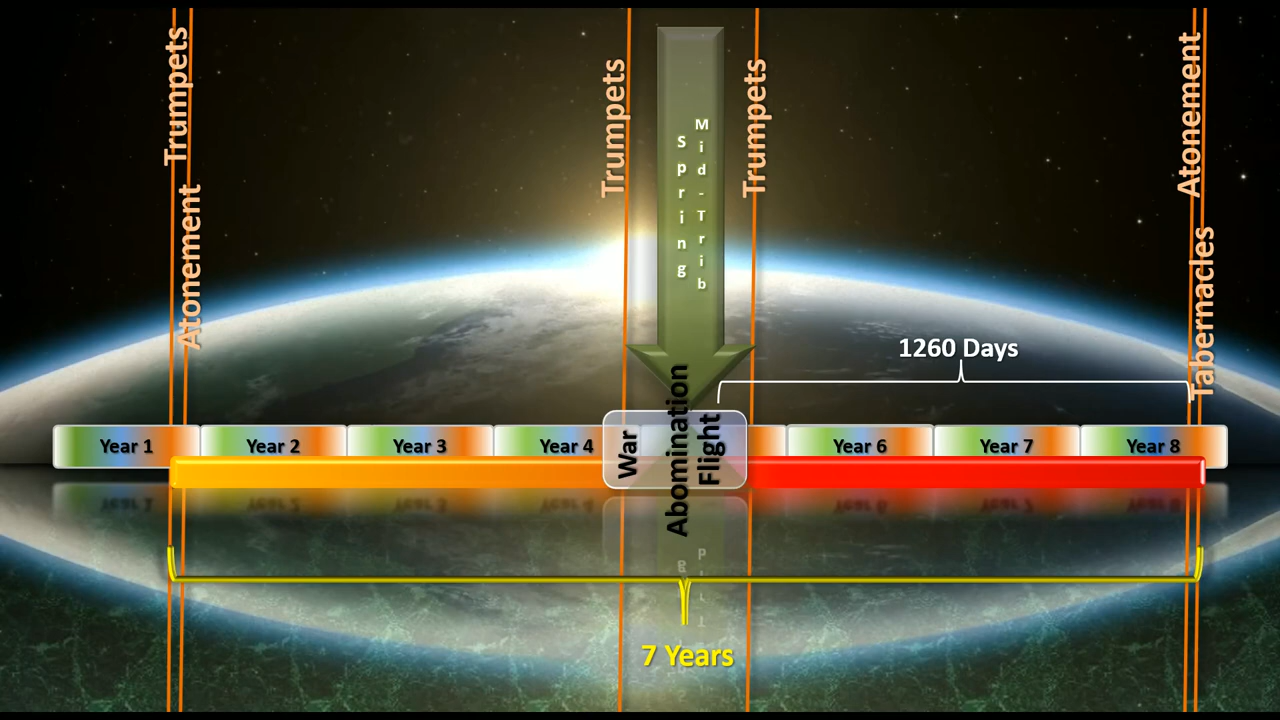 Trumpets
Atonement
Trumpets
Spring
Mid-Trib
Trumpets
Atonement
Tabernacles
1260 Days
Year 1
Year 2
Year 3
Year 4
War
Abomination
Flight
Year 6
Year 7
Year 8
7 Years